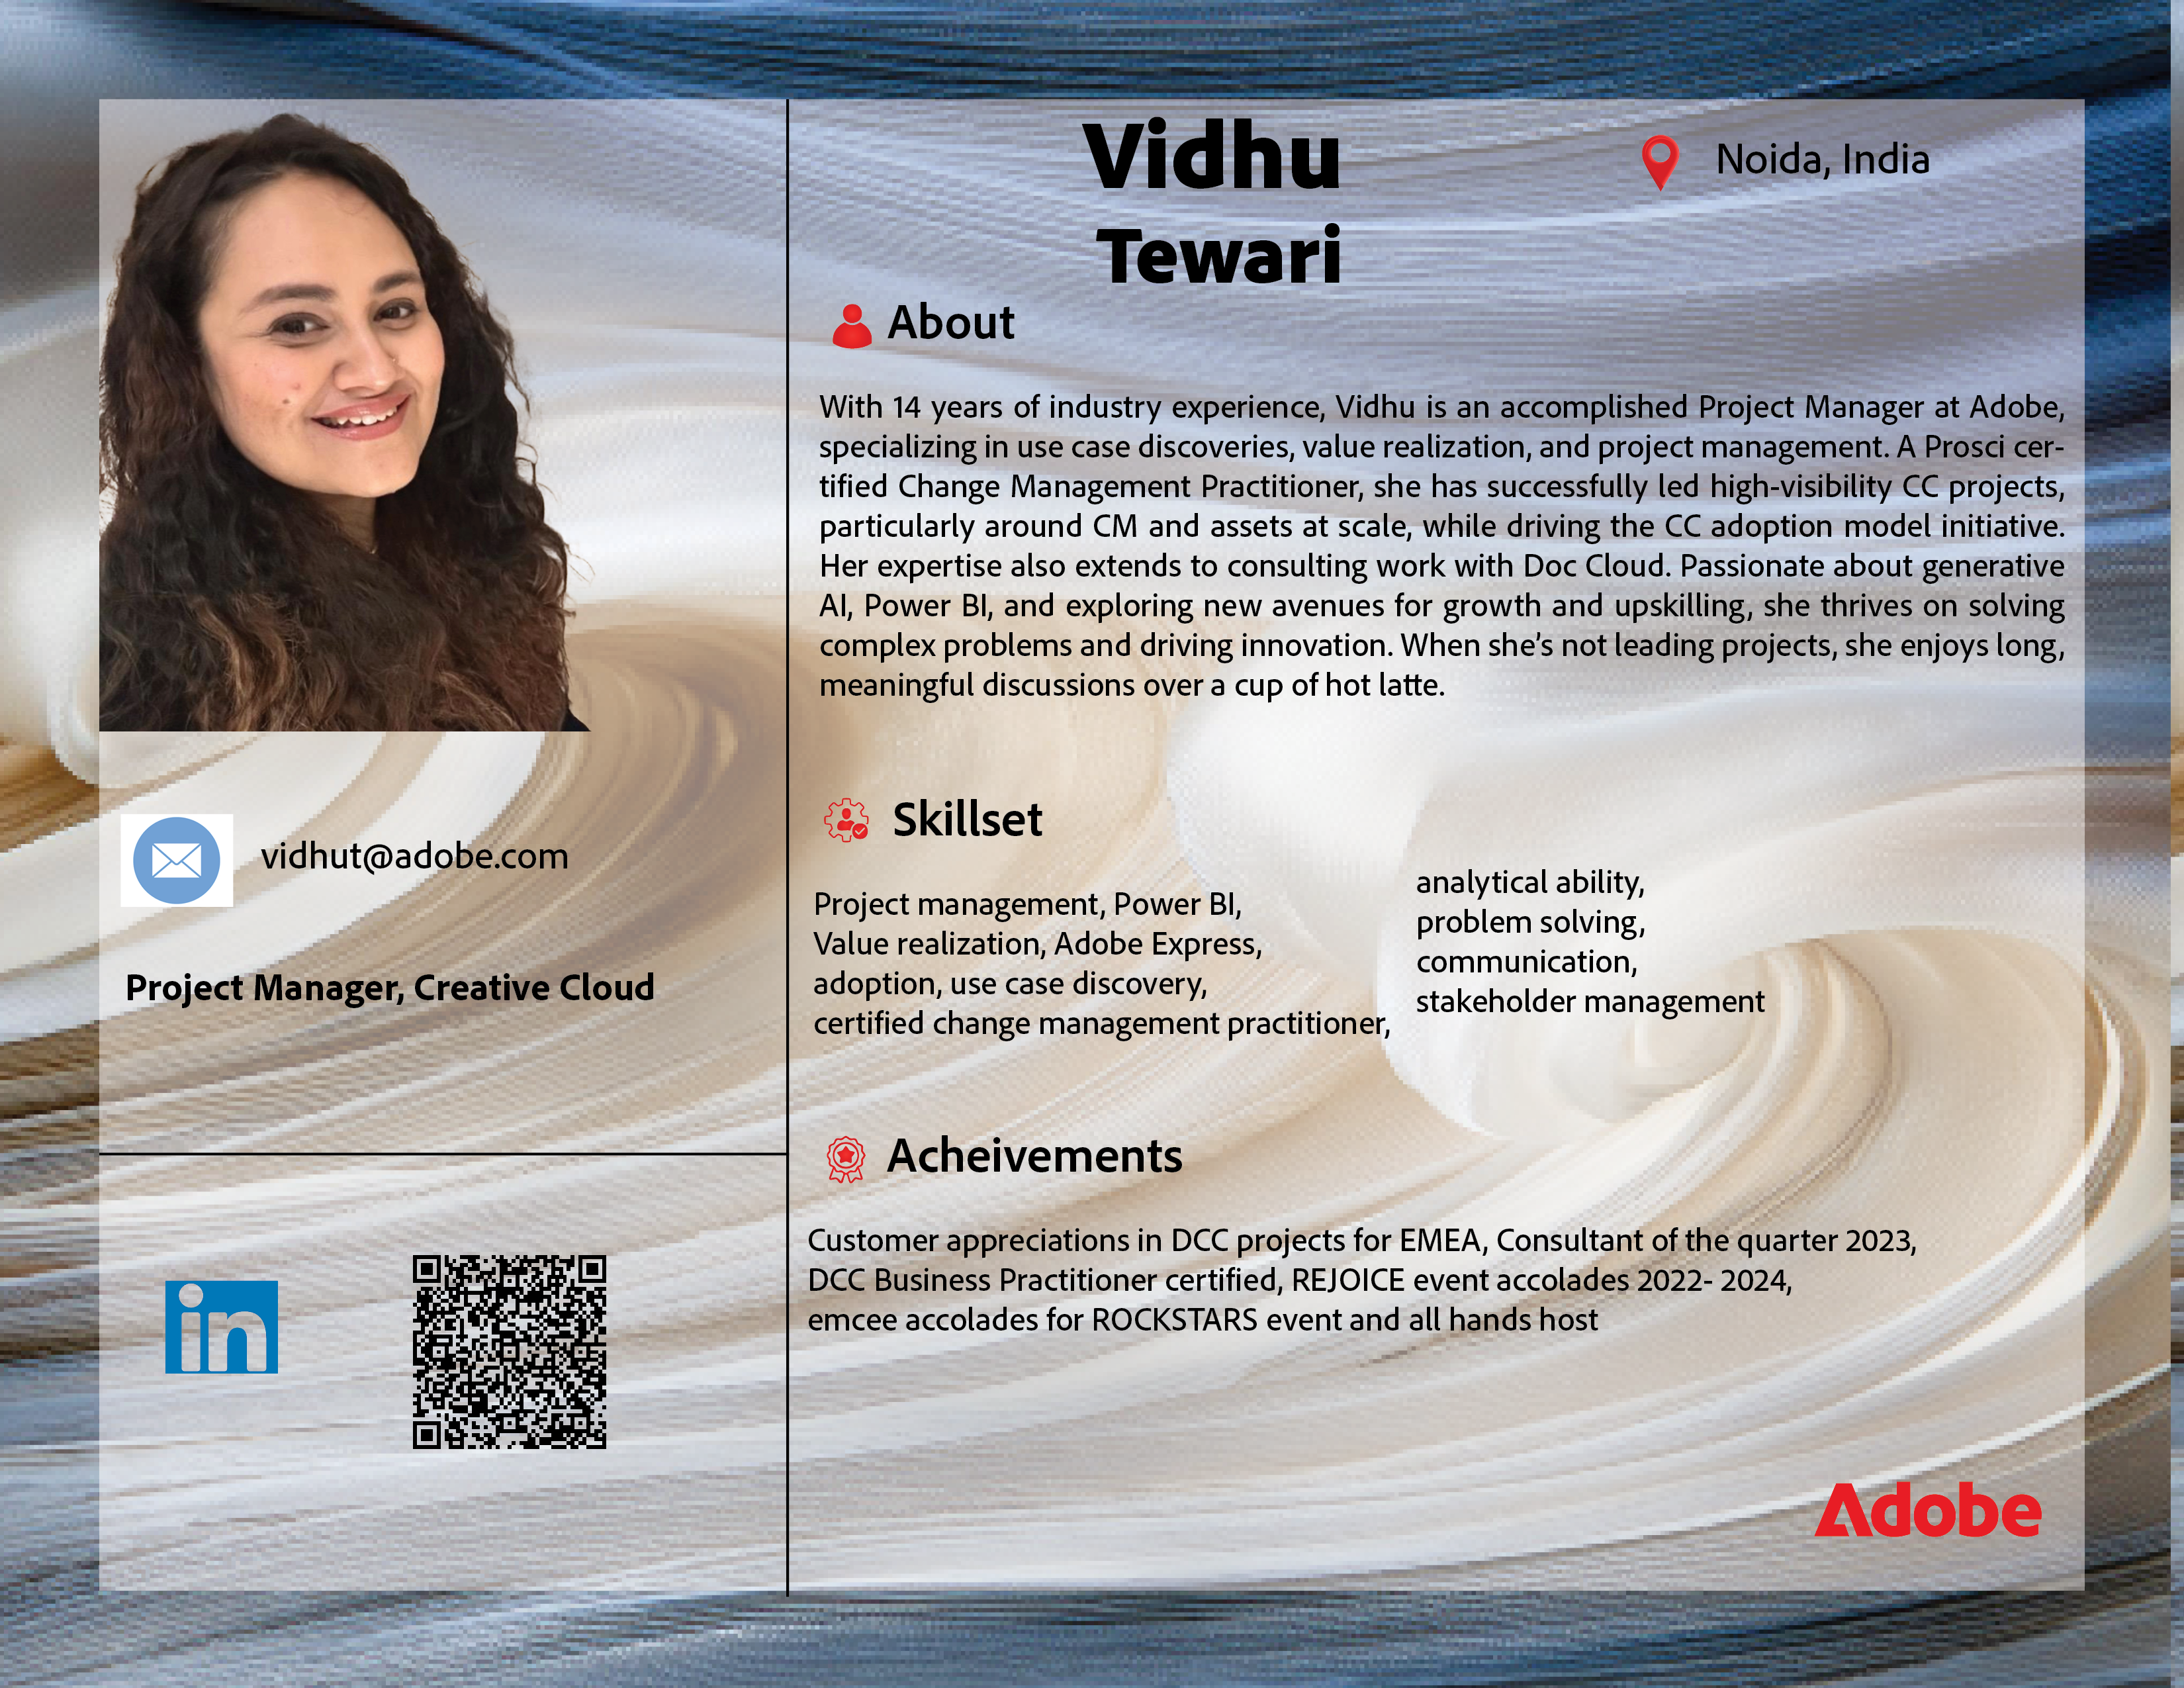 Vidhu
Tewari
Noida, India
About
With 14 years of industry experience, Vidhu is an accomplished Project Manager at Adobe,
specializing in use case discoveries, value realization, and project management. A Prosci cer-
tified Change Management Practitioner, she has successfully led high-visibility CC projects,
particularly around CM and assets at scale, while driving the CC adoption model initiative.
Her expertise also extends to consulting work with Doc Cloud. Passionate about generative
AI, Power BI, and exploring new avenues for growth and upskilling, she thrives on solving
complex problems and driving innovation. When she’s not leading projects, she enjoys long,
meaningful discussions over a cup of hot latte.
vidhut@adobe.com
Project Manager, Creative Cloud
Skillset
Project management, Power BI,
Value realization, Adobe Express,
adoption, use case discovery,
certified change management practitioner,
analytical ability,
problem solving,
communication,
stakeholder management
Acheivements
Customer appreciations in DCC projects for EMEA, Consultant of the quarter 2023,
DCC Business Practitioner certified, REJOICE event accolades 2022- 2024,
emcee accolades for ROCKSTARS event and all hands host
in
Adobe